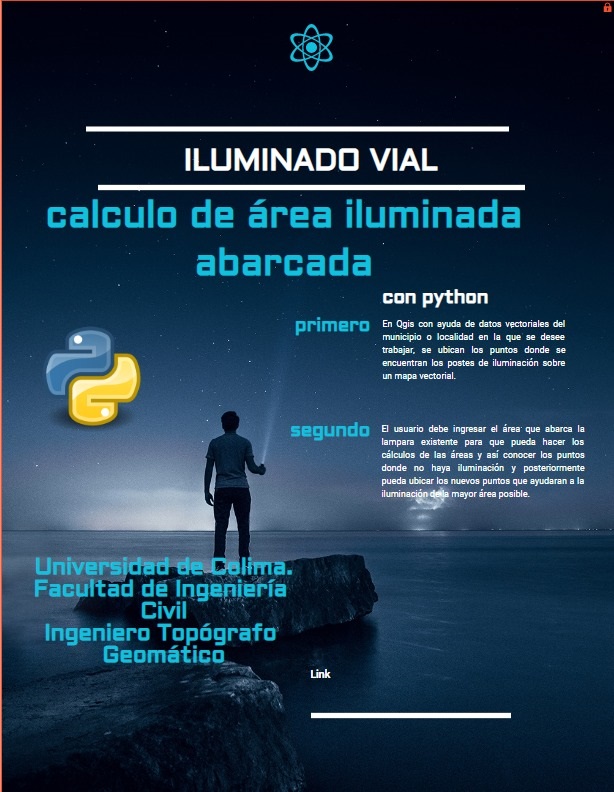 ILUMINADO VIAL
calculo de área iluminada
abarcada
con python
primero
En Qgis con ayuda de datos vectoriales del
municipio o localidad en la que se desee
trabajar, se ubican los puntos donde se
encuentran los postes de iluminación sobre
un mapa vectorial.
segundo
El usuario debe ingresar el área que abarca la
lampara existente para que pueda hacer los
cálculos de las áreas y así conocer los puntos
donde no haya iluminación y posteriormente
pueda ubicar los nuevos puntos que ayudaran a la
iluminación de la mayor área posible.
Universidad de Colima.
Facultad de Ingeniería
Civil
Ingeniero Topógrafo
Geomático
Link